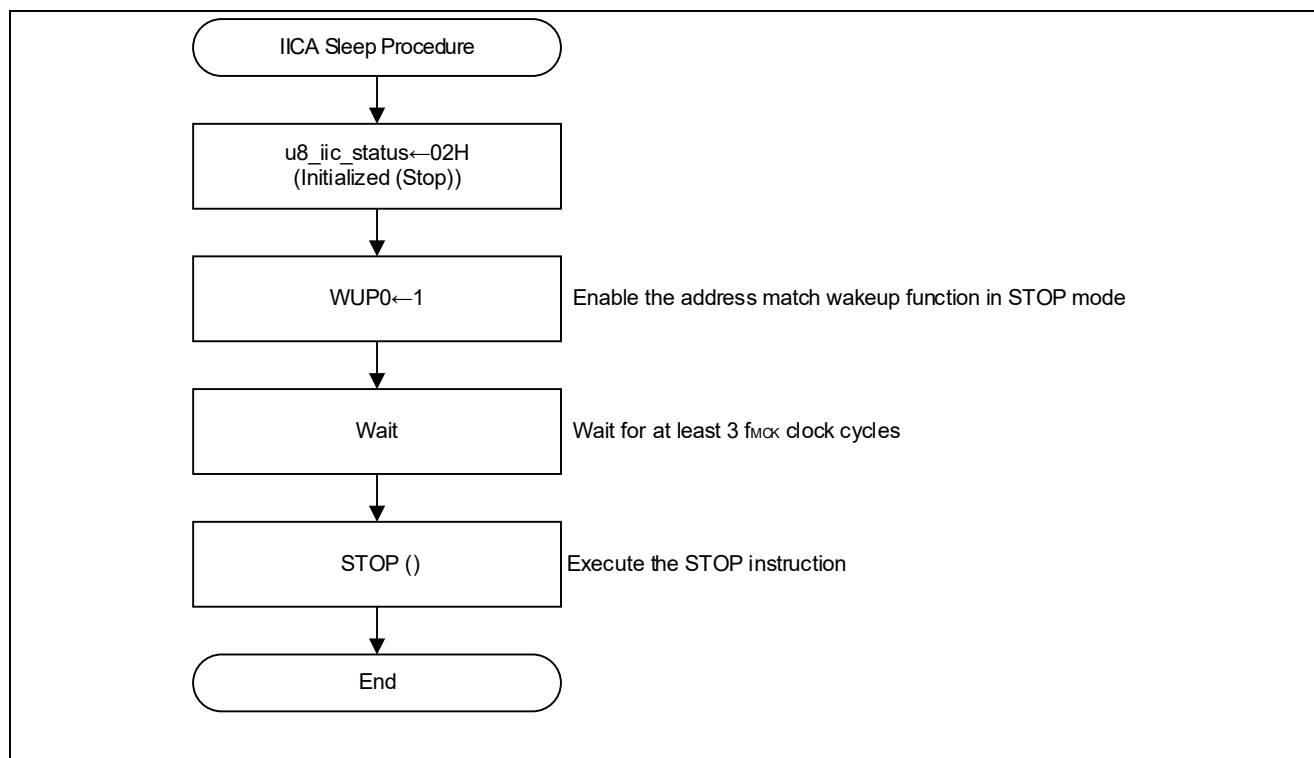 IICA Sleep Procedure
u8_iic_status←02H
(Initialized (Stop))
WUP0←1
Enable the address match wakeup function in STOP mode
Wait
Wait for at least 3 fMCK clock cycles
STOP ()
Execute the STOP instruction
End